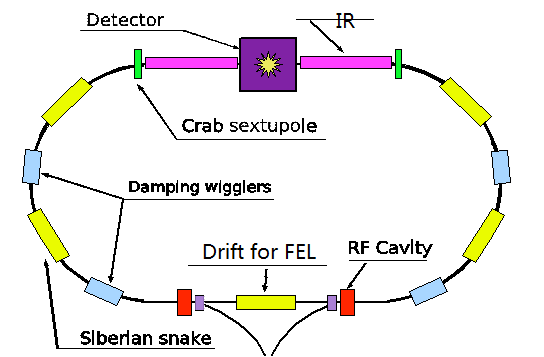 Detector
IR
Crab sextupole
Damping wigglers
Drift for FEL
RF Cavity
Siberian snake